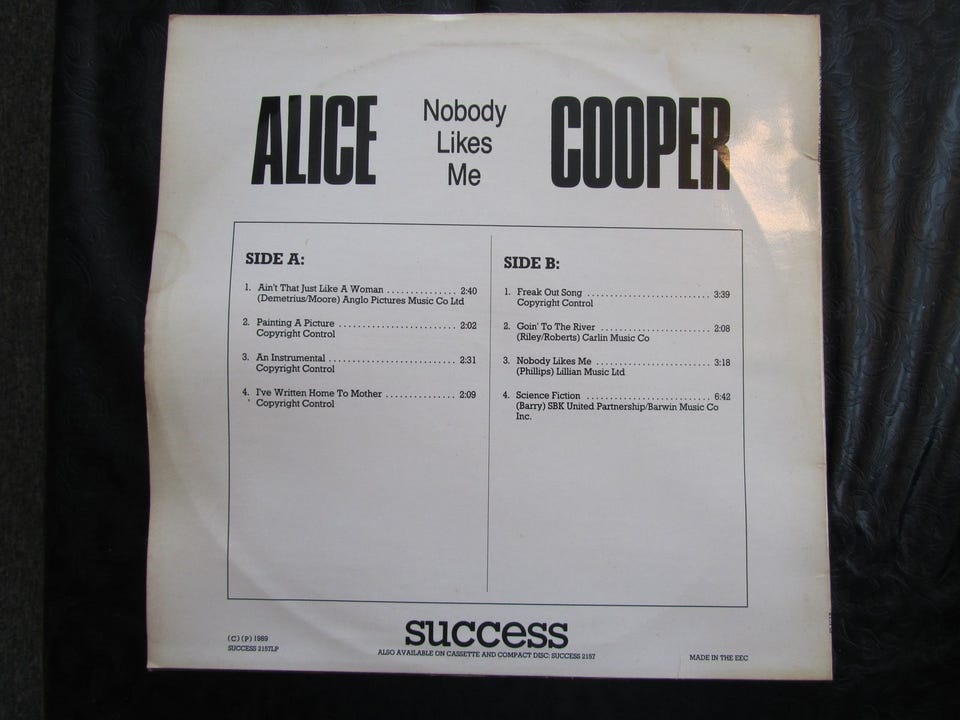 ALICE Nobody Likes Me COOPER
SIDE A:
1. Ain't That Just Like A Woman .............. 2:40
(Demetrius/Moore) Anglo Pictures Music Co Ltd
2. Painting A Picture ........................ 2:02
Copyright Control
3. An Instrumental .......................... 2:31
Copyright Control
4. I've Written Home To Mother .............. 2:09
Copyright Control
SIDE B:
1. Freak Out Song ......................... 3:39
Copyright Control
2. Goin' To The River ...................... 2:08
(Riley/Roberts) Carlin Music Co
3. Nobody Likes Me ....................... 3:18
(Phillips) Lillian Music Ltd
4. Science Fiction ......................... 6:42
(Barry) SBK United Partnership/Barwin Music Co
Inc.
success
(C) (P) 1989
SUCCESS 2157LP
ALSO AVAILABLE ON CASSETTE AND COMPACT DISC: SUCCESS 2157
MADE IN THE EEC